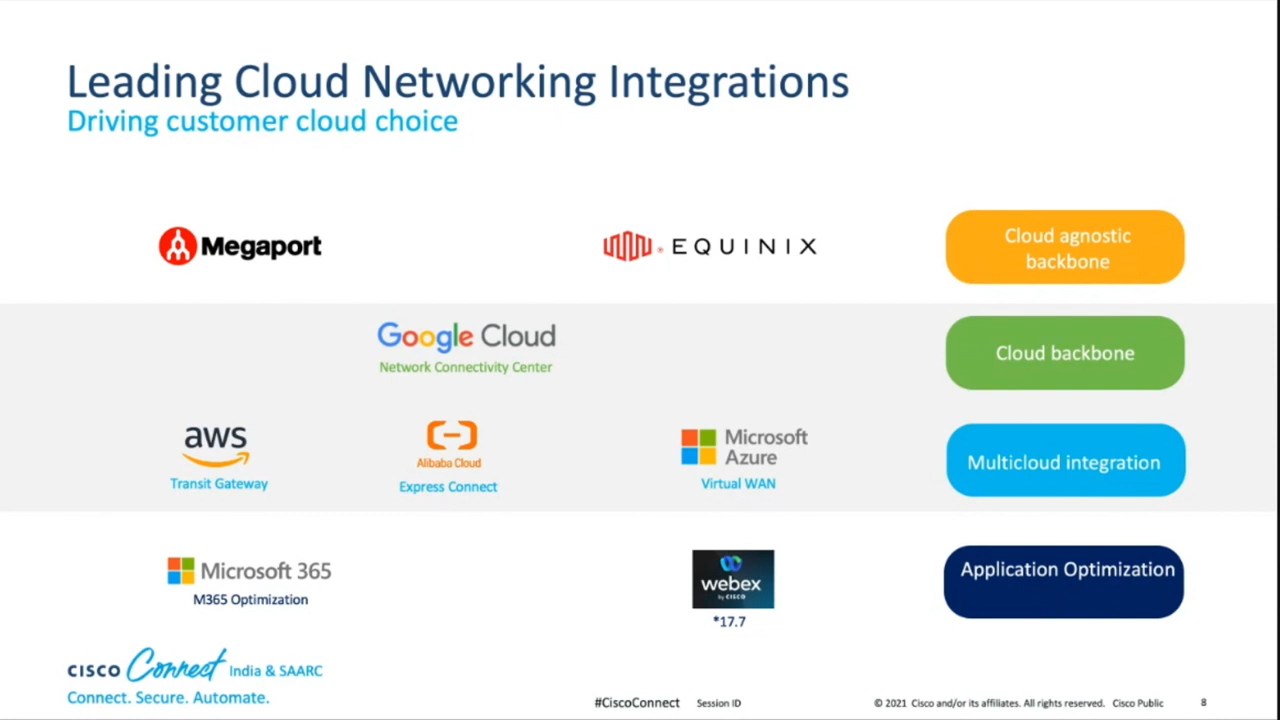 Leading Cloud Networking Integrations
Driving customer cloud choice
Megaport
EQUINIX
Cloud agnostic
backbone
Google Cloud
Network Connectivity Center
Cloud backbone
aws
Transit Gateway
Alibaba Cloud
Express Connect
Microsoft
Azure
Virtual WAN
Multicloud integration
Microsoft 365
M365 Optimization
webex
by CISCO
*17.7
Application Optimization
CISCO Connect India & SAARC
Connect. Secure. Automate.
#CiscoConnect Session ID © 2021 Cisco and/or its affiliates. All rights reserved. Cisco Public 8